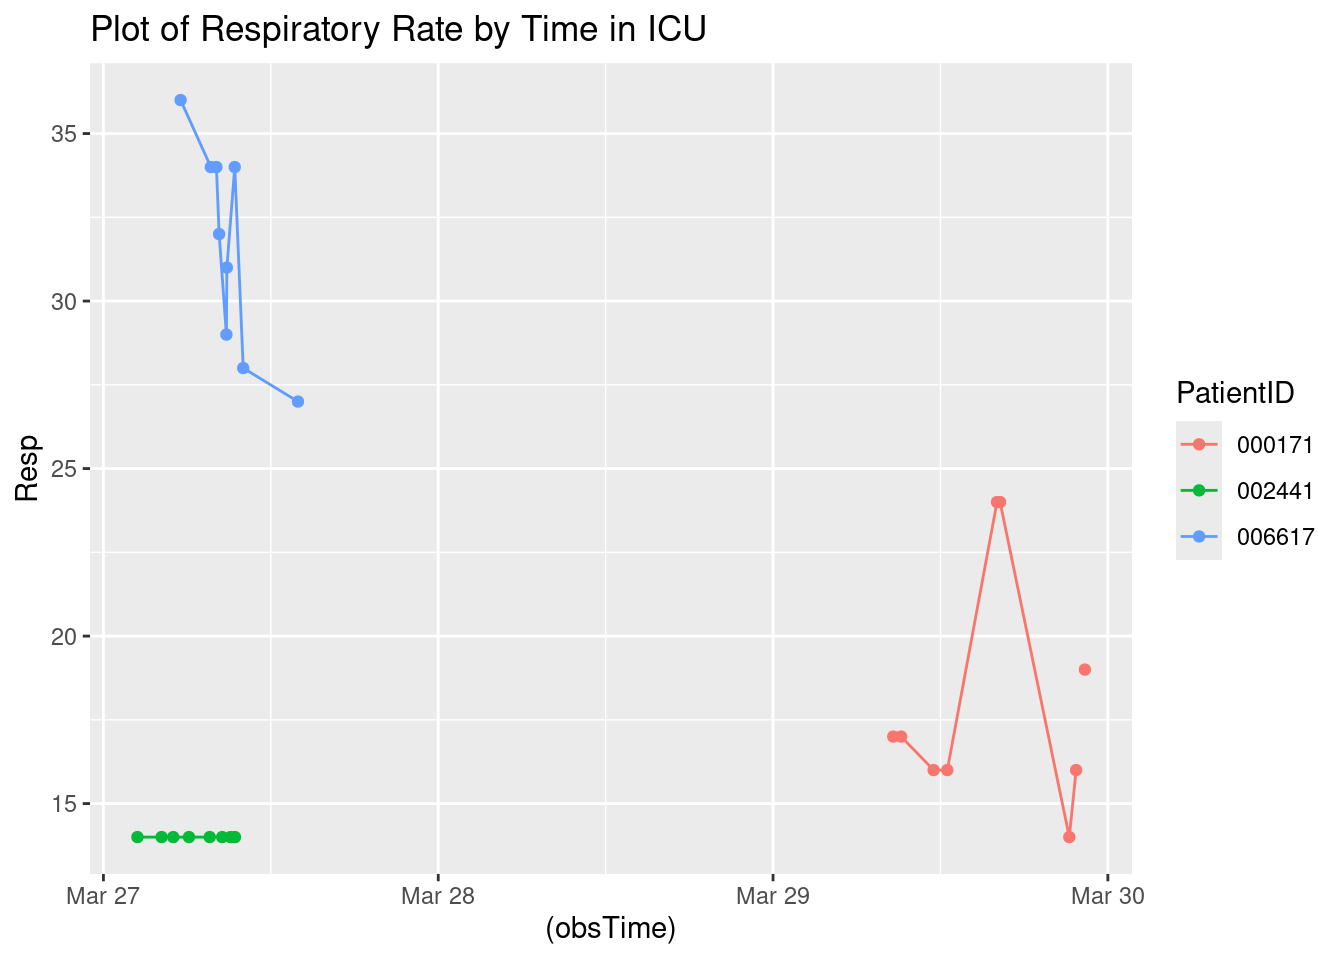 Plot of Respiratory Rate by Time in ICU
35
30
25
20
15
Resp
Mar 27
Mar 28
Mar 29
Mar 30
(obsTime)
PatientID
000171
002441
006617